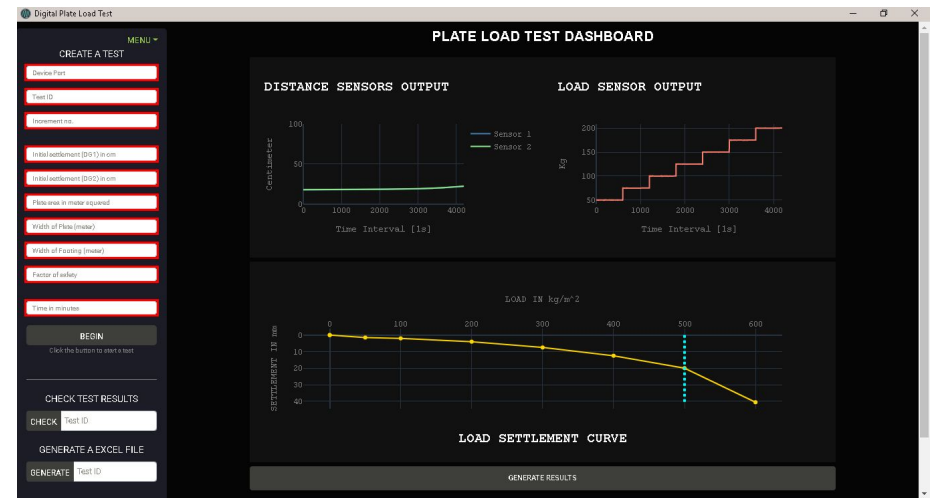 Digital Plate Load Test
MENU
CREATE A TEST
Device Port
Test ID
Increment no.
Initial settlement (DG1) in cm
Initial settlement (DG2) in cm
Plate area in meter squared
Width of Plate (meter)
Width of Footing (meter)
Factor of safety
Time in minutes
BEGIN
Click the button to start a test
CHECK TEST RESULTS
CHECK Test ID
GENERATE A EXCEL FILE
GENERATE Test ID
PLATE LOAD TEST DASHBOARD
DISTANCE SENSORS OUTPUT
Centimeter
100
50
0
0 1000 2000 3000 4000
Time Interval [1s]
Sensor 1
Sensor 2
LOAD SENSOR OUTPUT
Kg
200
150
100
50
0 1000 2000 3000 4000
Time Interval [1s]
LOAD IN kg/m^2
0 100 200 300 400 500 600
SETTLEMENT IN mm
0
10
20
30
40
LOAD SETTLEMENT CURVE
GENERATE RESULTS